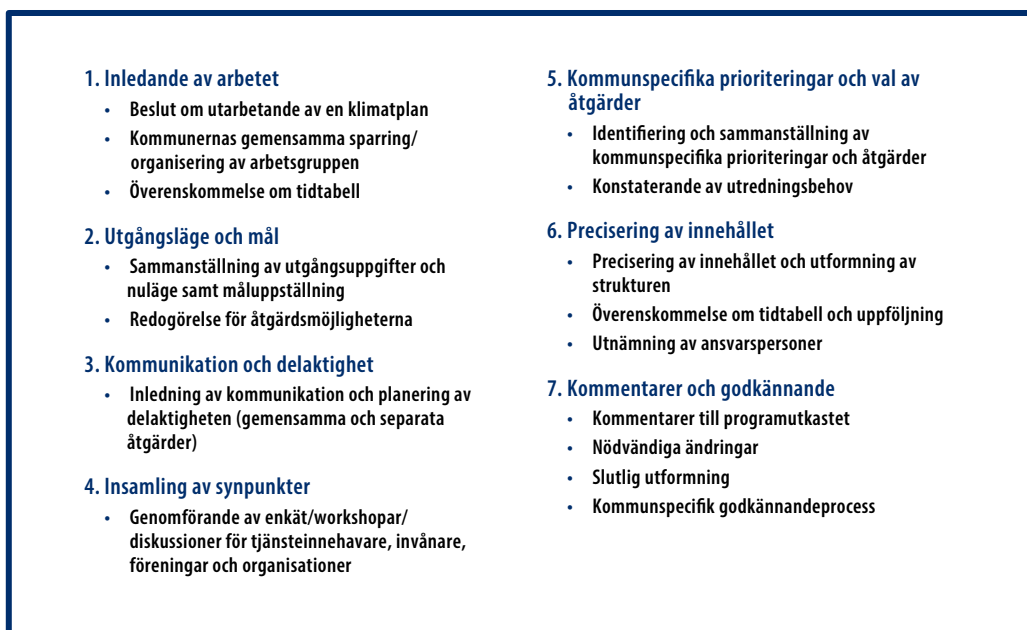 1. Inledande av arbetet
• Beslut om utarbetande av en klimatplan
• Kommunernas gemensamma sparring/
organisering av arbetsgruppen
• Överenskommelse om tidtabell
2. Utgångsläge och mål
• Sammanställning av utgångsuppgifter och
nuläge samt måluppställning
• Redogörelse för åtgärdsmöjligheterna
3. Kommunikation och delaktighet
• Inledning av kommunikation och planering av
delaktigheten (gemensamma och separata
åtgärder)
4. Insamling av synpunkter
• Genomförande av enkät/workshopar/
diskussioner för tjänsteinnehavare, invånare,
föreningar och organisationer
5. Kommunspecifika prioriteringar och val av
åtgärder
• Identifiering och sammanställning av
kommunspecifika prioriteringar och åtgärder
• Konstaterande av utredningsbehov
6. Precisering av innehållet
• Precisering av innehållet och utformning av
strukturen
• Överenskommelse om tidtabell och uppföljning
• Utnämning av ansvarspersoner
7. Kommentarer och godkännande
• Kommentarer till programutkastet
• Nödvändiga ändringar
• Slutlig utformning
• Kommunspecifik godkännandeprocess